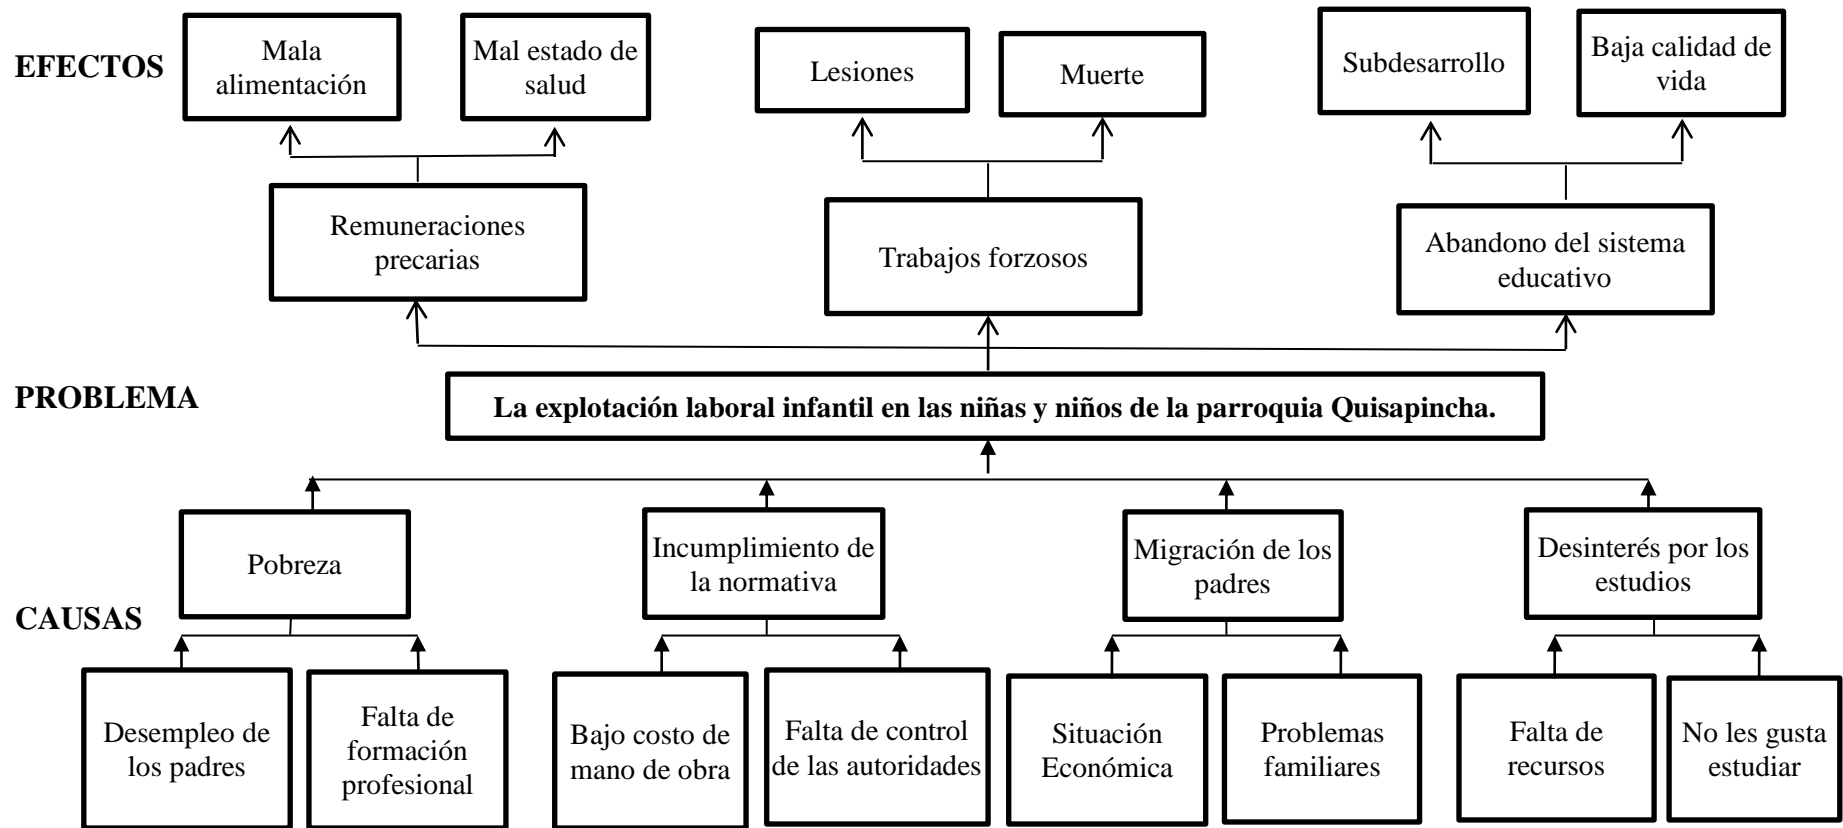 EFECTOS
Mala
alimentación
Mal estado de
salud
Lesiones
Muerte
Subdesarrollo
Baja calidad de
vida
Remuneraciones
precarias
Trabajos forzosos
Abandono del sistema
educativo
PROBLEMA
La explotación laboral infantil en las niñas y niños de la parroquia Quisapincha.
Pobreza
Incumplimiento de
la normativa
Migración de los
padres
Desinterés por los
estudios
CAUSAS
Desempleo de
los padres
Falta de
formación
profesional
Bajo costo de
mano de obra
Falta de control
de las autoridades
Situación
Económica
Problemas
familiares
Falta de
recursos
No les gusta
estudiar